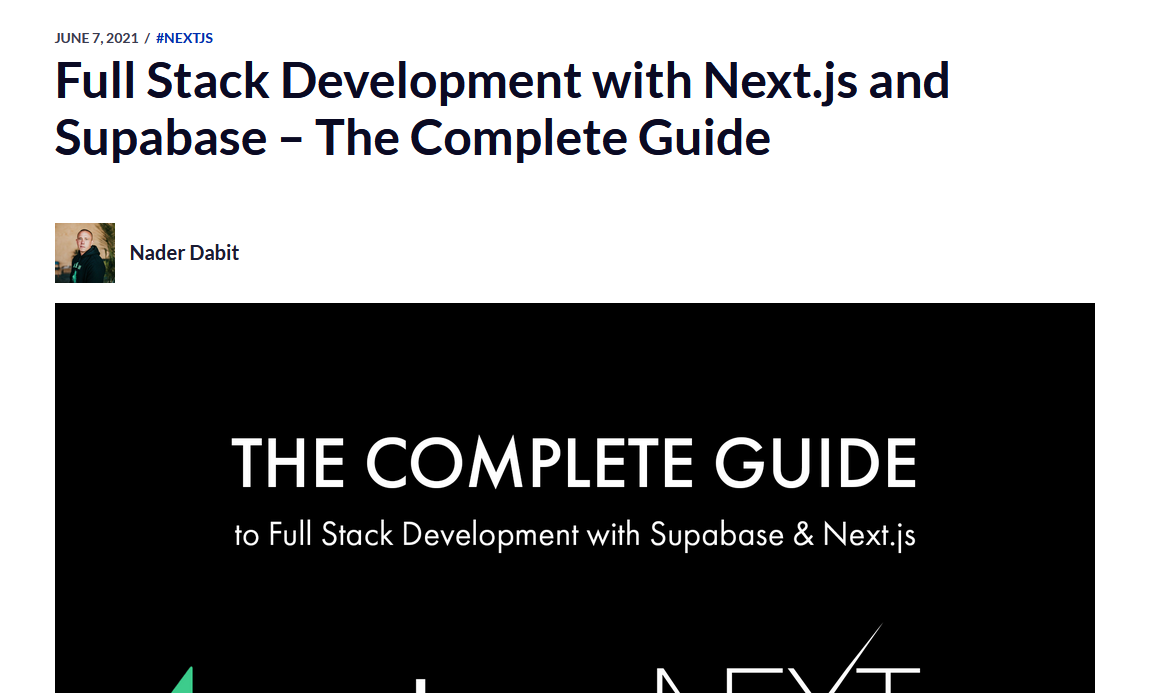 JUNE 7, 2021 / #NEXTJS
Full Stack Development with Next.js and
Supabase – The Complete Guide
Nader Dabit
THE COMPLETE GUIDE
to Full Stack Development with Supabase & Next.js
NEXT